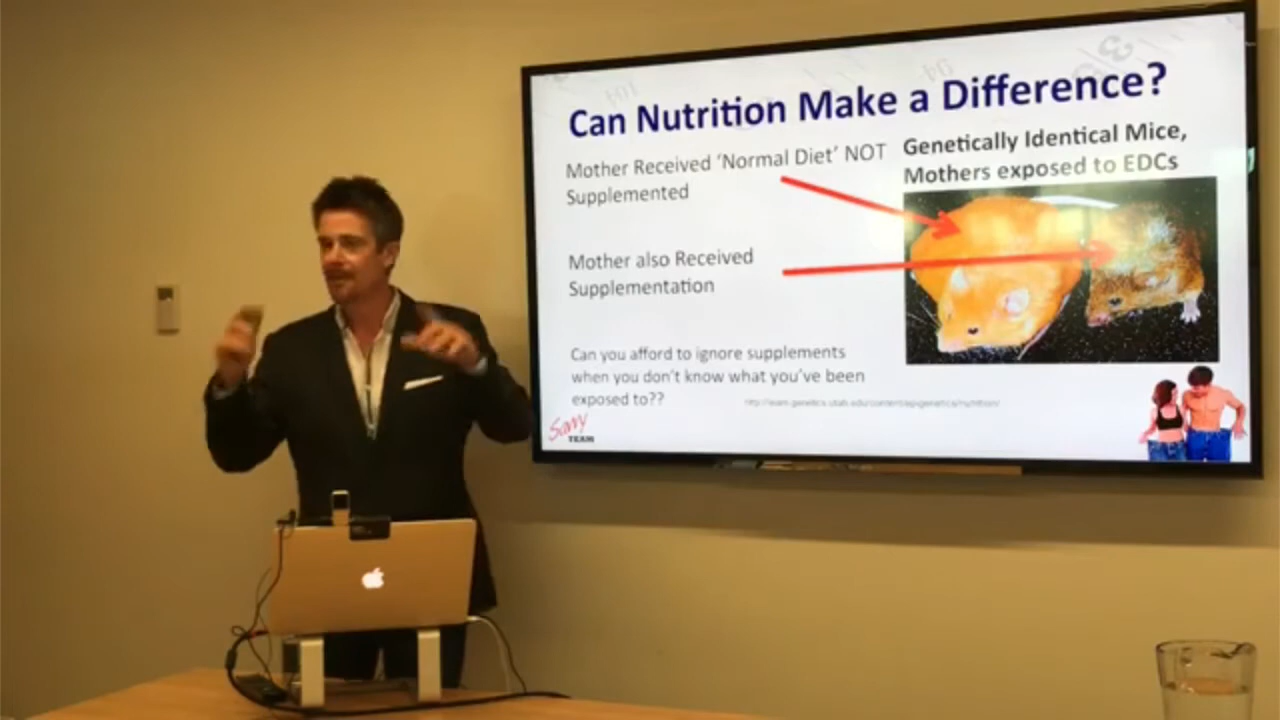 Can Nutrition Make a Difference?
Mother Received ‘Normal Diet’ NOT
Supplemented
Genetically Identical Mice,
Mothers exposed to EDCs
Mother also Received
Supplementation
Can you afford to ignore supplements
when you don’t know what you’ve been
exposed to??
TEAM